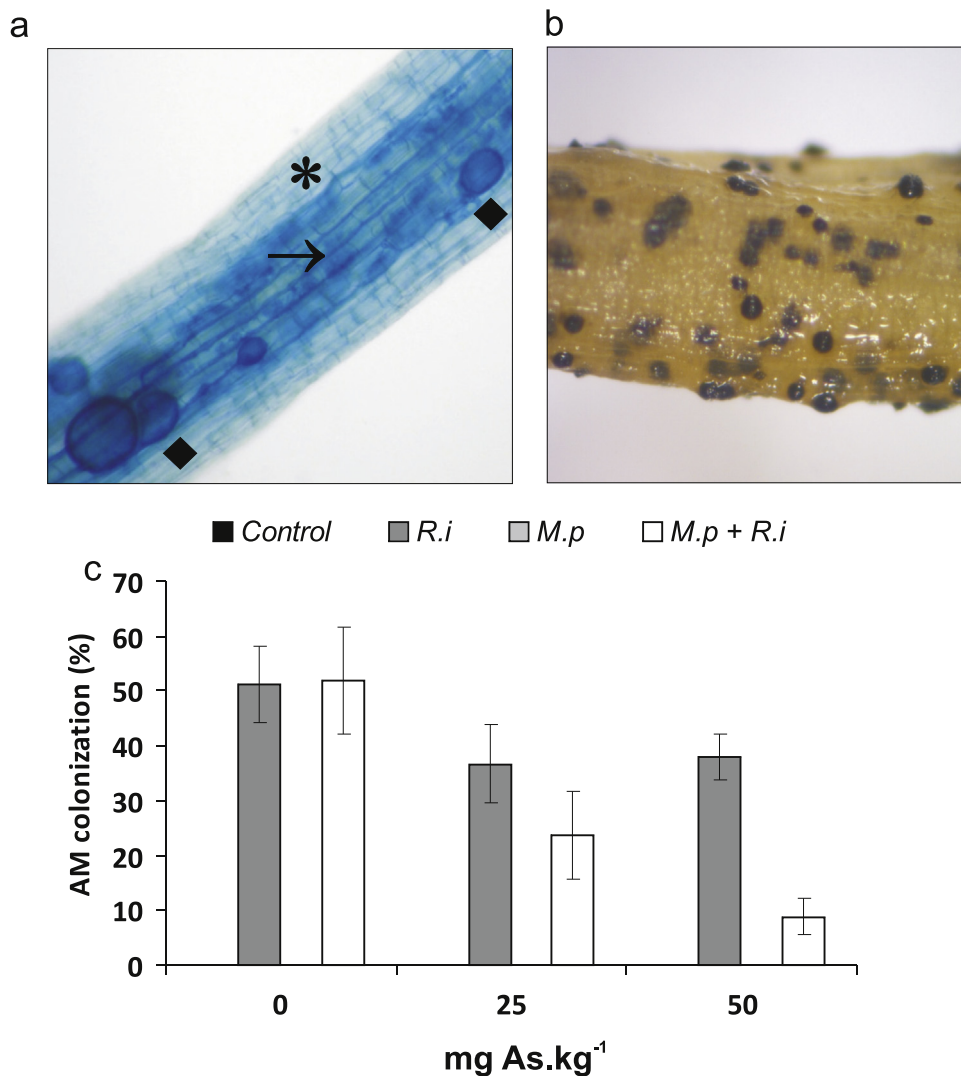 a
b
*
Control R.i M.p M.p + R.i
c
70
60
50
40
30
20
10
0
AM colonization (%)
0 25 50
mg As.kg⁻¹